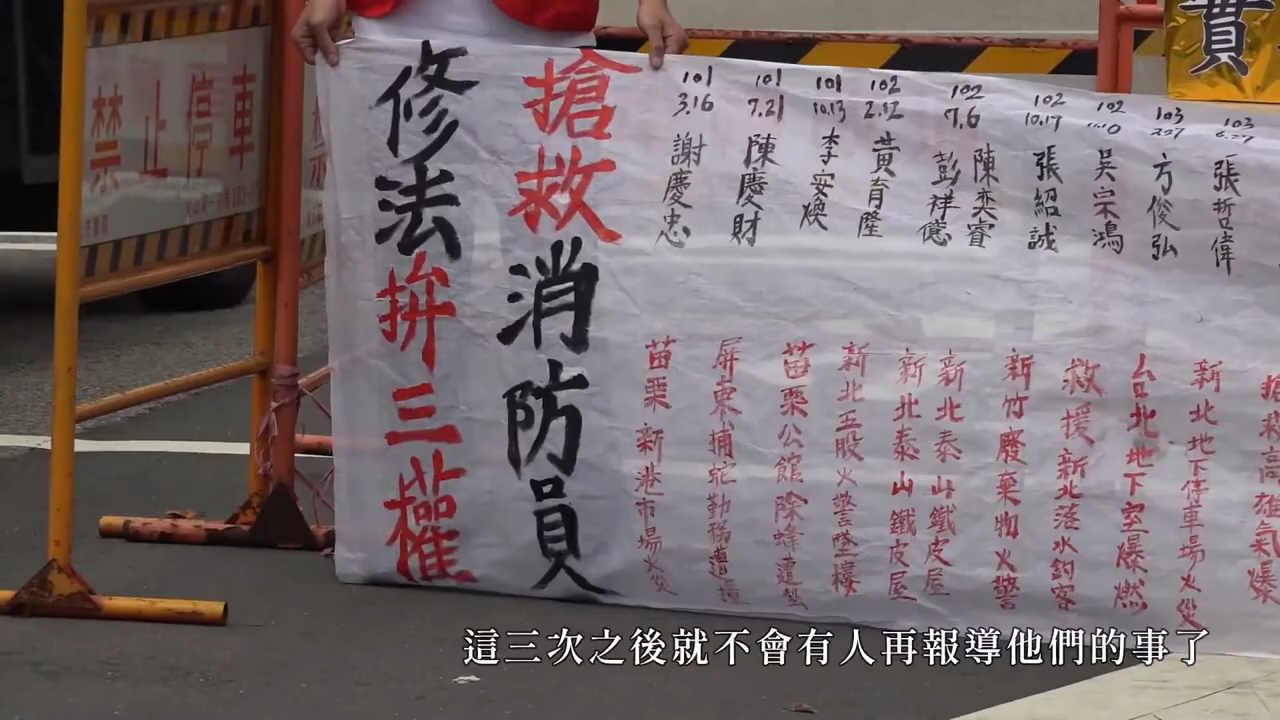 禁止停車
貫
搶救消防員
修法拚三權
101
3.16
謝慶忠
苗栗 新港市場火災
101
7.21
陳慶財
屏東捕蛇勤務遭撞
101
10.13
李安煥
苗栗公館除蜂遭螫
102
2.12
黃育隆
新北五股火警墜樓
102
7.6
陳奕睿
彭祥億
新北泰山鐵皮屋
新北泰山鐵皮屋
102
10.17
張紹誠
新竹廢棄物火警
102
吳宗鴻
救援新北落水釣客
103
方俊弘
台北地下室爆燃
103
張哲偉
新北地下停車場火災
搶救高雄氣爆
這三次之後就不會有人再報導他們的事了